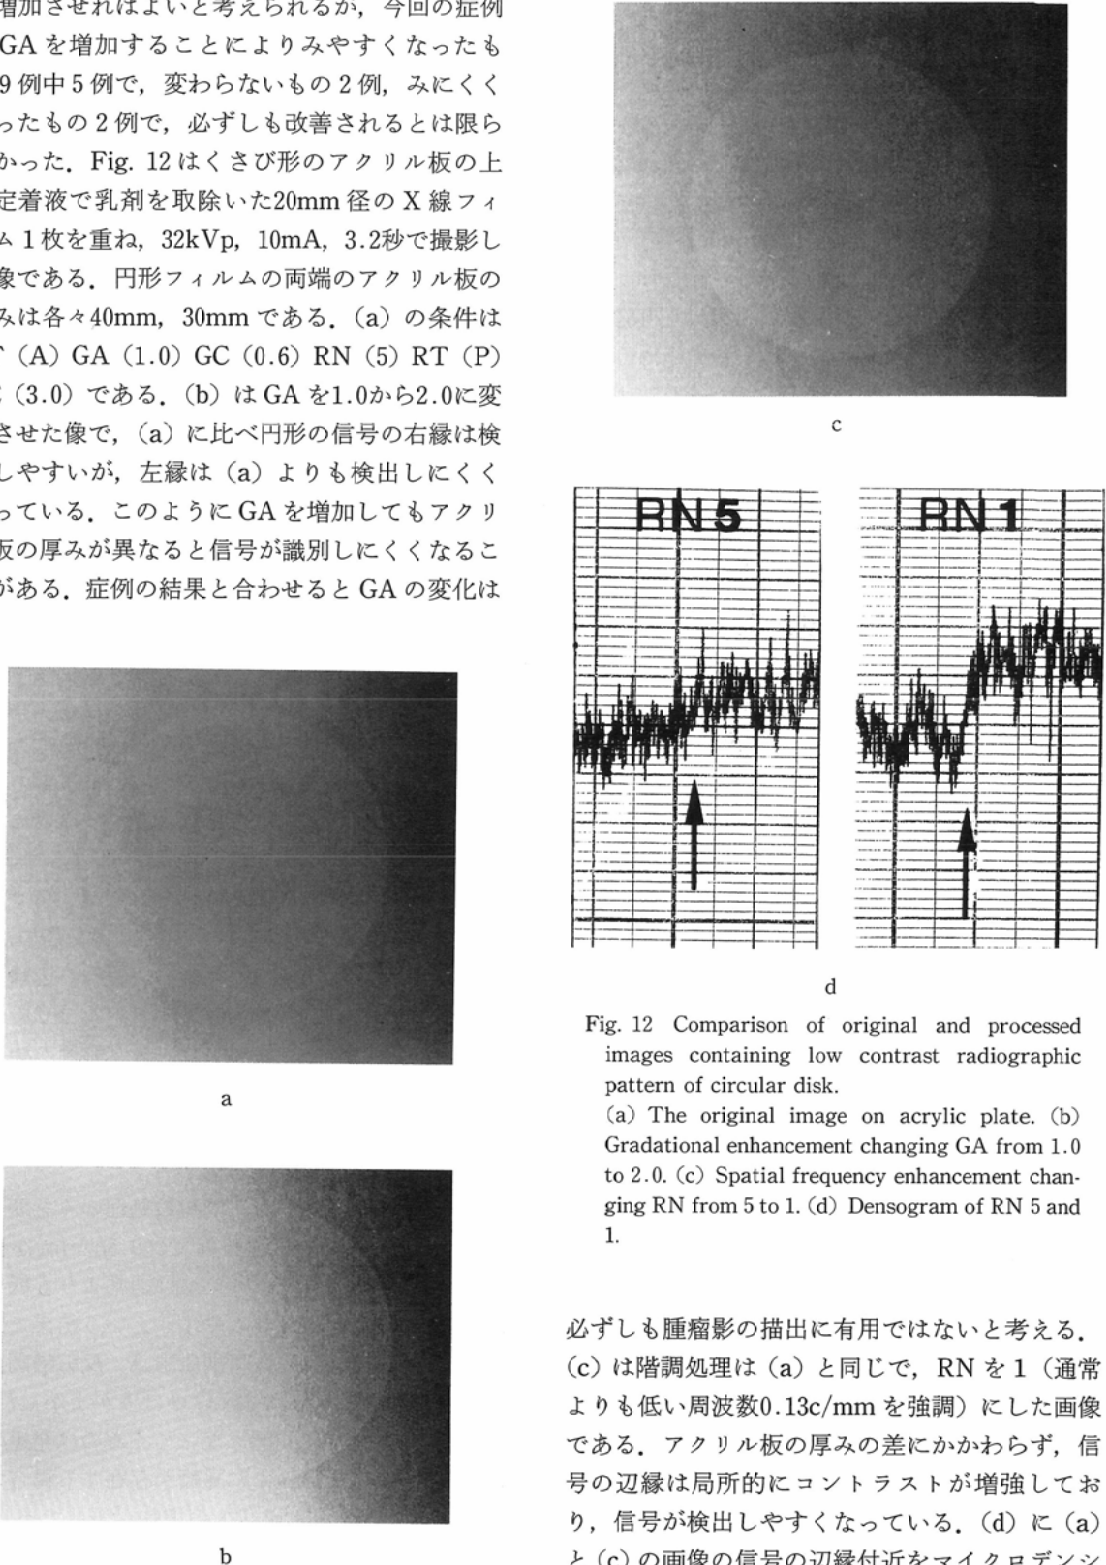 増加させればよいと考えられるが，今回の症例
GA を増加することによりみやすくなったも
9例中5例で，変わらないもの2例，みにくく
ったもの2例で，必ずしも改善されるとは限ら
かった．Fig. 12はくさび形のアクリル板の上
定着液で乳剤を取除いた20mm 径の X 線フィ
ム1枚を重ね，32kVp，10mA，3.2秒で撮影し
象である．円形フィルムの両端のアクリル板の
みは各々40mm，30mm である．(a) の条件は
(A) GA (1.0) GC (0.6) RN (5) RT (P)
(3.0) である．(b) は GA を1.0から2.0に変
させた像で，(a) に比べ円形の信号の右縁は検
しやすいが，左縁は (a) よりも検出しにくく
っている．このように GA を増加してもアクリ
板の厚みが異なると信号が識別しにくくなるこ
がある．症例の結果と合わせると GA の変化は
a
b
c
RN 5
RN 1
d
Fig. 12 Comparison of original and processed
images containing low contrast radiographic
pattern of circular disk.
(a) The original image on acrylic plate. (b)
Gradational enhancement changing GA from 1.0
to 2.0. (c) Spatial frequency enhancement chan-
ging RN from 5 to 1. (d) Densogram of RN 5 and
1.
必ずしも腫瘤影の描出に有用ではないと考える．
(c) は階調処理は (a) と同じで，RN を1（通常
よりも低い周波数0.13c/mm を強調）にした画像
である．アクリル板の厚みの差にかかわらず，信
号の辺縁は局所的にコントラストが増強してお
り，信号が検出しやすくなっている．(d) に (a)
と (c) の画像の信号の辺縁付近をマイクロデンシ